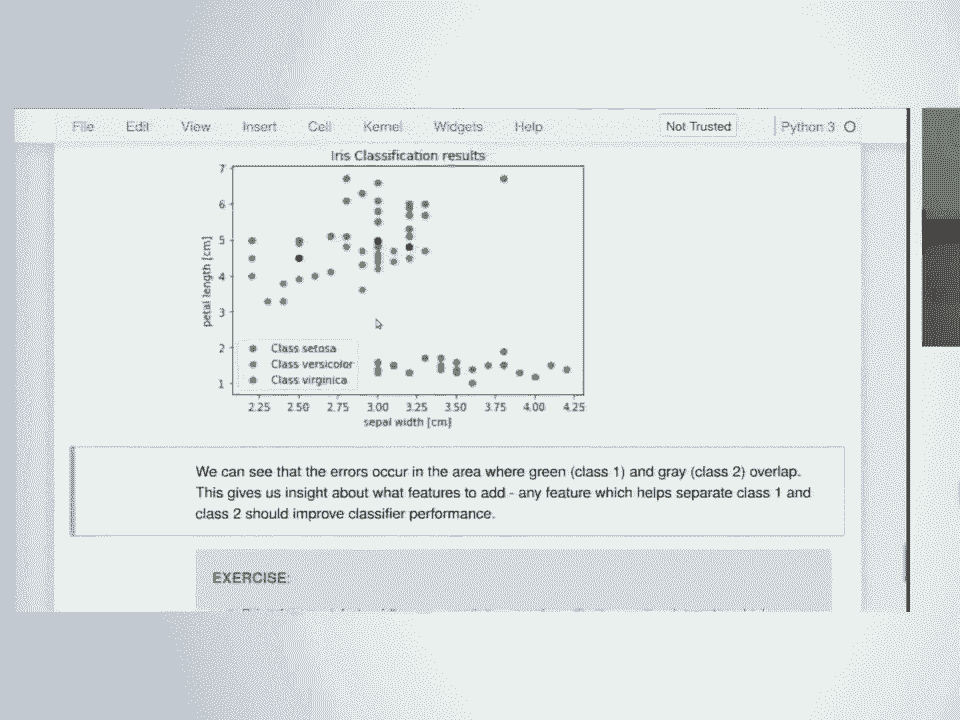 File Edit View Insert Cell Kernel Widgets Help Not Trusted Python 3
Iris Classification results
7
6
5
4
3
2
1
petal length [cm]
Class setosa
Class versicolor
Class virginica
2.25 2.50 2.75 3.00 3.25 3.50 3.75 4.00 4.25
sepal width [cm]
We can see that the errors occur in the area where green (class 1) and gray (class 2) overlap.
This gives us insight about what features to add - any feature which helps separate class 1 and
class 2 should improve classifier performance.
EXERCISE: